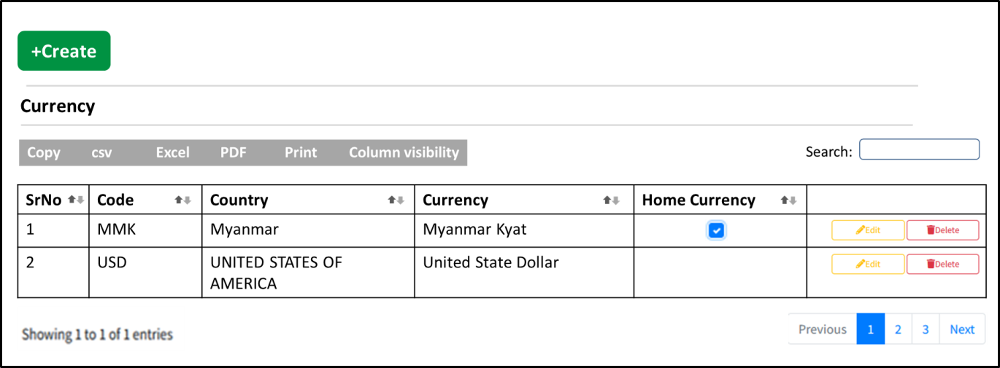 +Create
Currency
Copy csv Excel PDF Print Column visibility
Search:
SrNo Code Country Currency Home Currency
1 MMK Myanmar Myanmar Kyat Edit Delete
2 USD UNITED STATES OF AMERICA United State Dollar Edit Delete
Showing 1 to 1 of 1 entries
Previous 1 2 3 Next